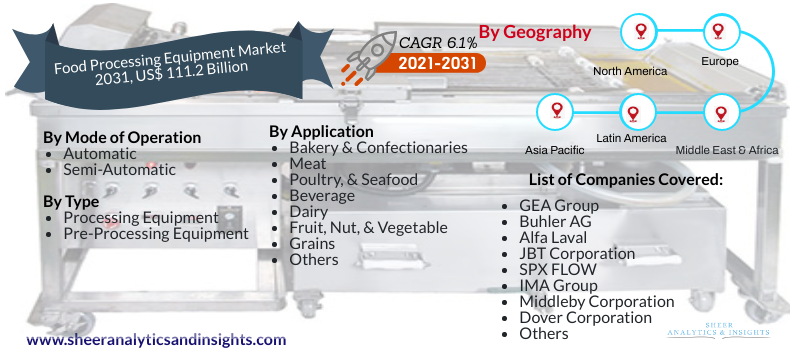 Food Processing Equipment Market
2031, US$ 111.2 Billion
CAGR 6.1%
2021-2031
By Geography
North America
Europe
Asia Pacific
Latin America
Middle East & Africa
By Mode of Operation
• Automatic
• Semi-Automatic
By Type
• Processing Equipment
• Pre-Processing Equipment
By Application
• Bakery & Confectionaries
• Meat
• Poultry, & Seafood
• Beverage
• Dairy
• Fruit, Nut, & Vegetable
• Grains
• Others
List of Companies Covered:
• GEA Group
• Buhler AG
• Alfa Laval
• JBT Corporation
• SPX FLOW
• IMA Group
• Middleby Corporation
• Dover Corporation
• Others
www.sheeranalyticsandinsights.com
SHEER
ANALYTICS & INSIGHTS